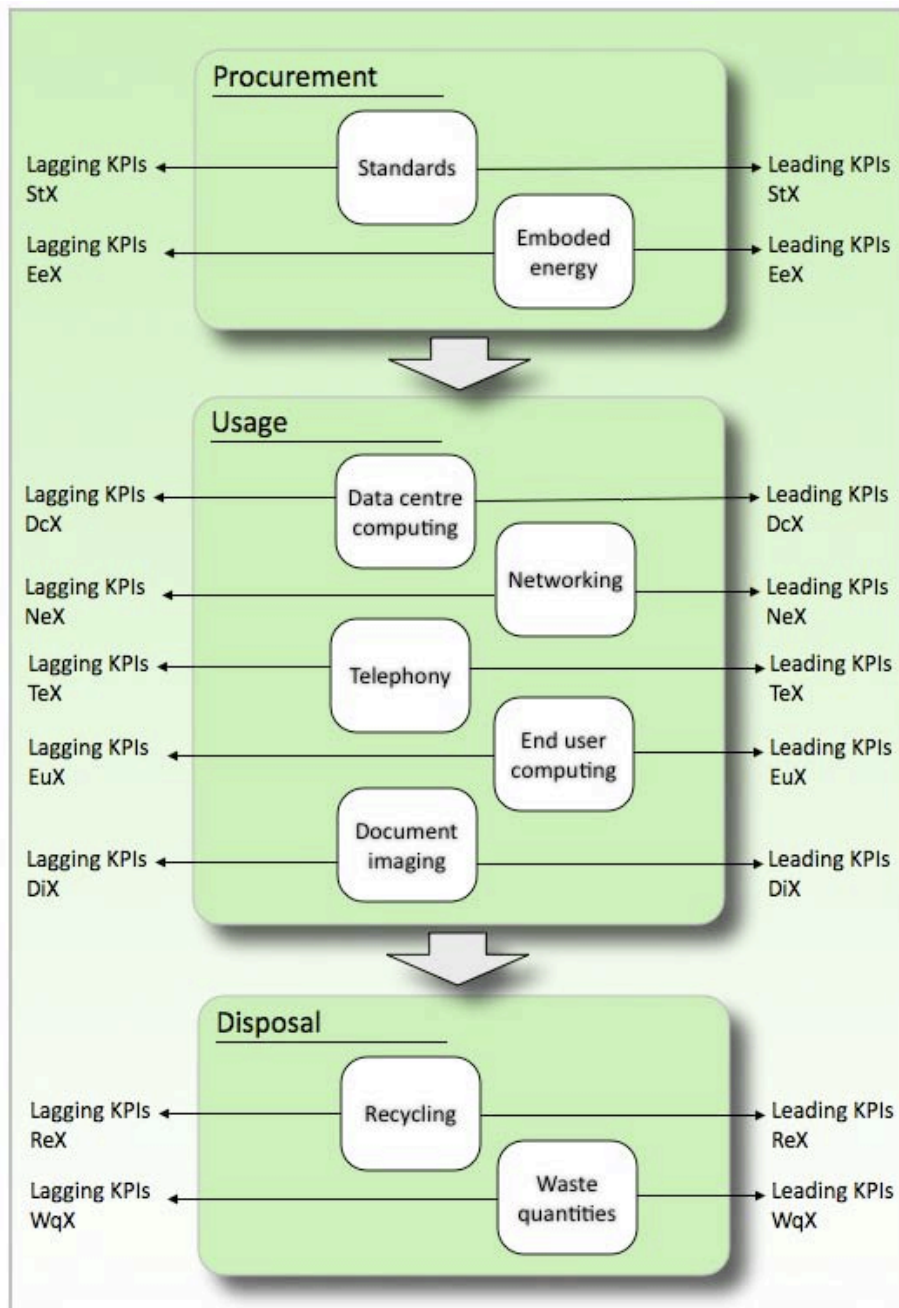 Procurement
Lagging KPIs
StX
Standards
Leading KPIs
StX
Lagging KPIs
EeX
Emboded
energy
Leading KPIs
EeX
Usage
Lagging KPIs
DcX
Data centre
computing
Leading KPIs
DcX
Lagging KPIs
NeX
Networking
Leading KPIs
NeX
Lagging KPIs
TeX
Telephony
Leading KPIs
TeX
Lagging KPIs
EuX
End user
computing
Leading KPIs
EuX
Lagging KPIs
DiX
Document
imaging
Leading KPIs
DiX
Disposal
Lagging KPIs
ReX
Recycling
Leading KPIs
ReX
Lagging KPIs
WqX
Waste
quantities
Leading KPIs
WqX